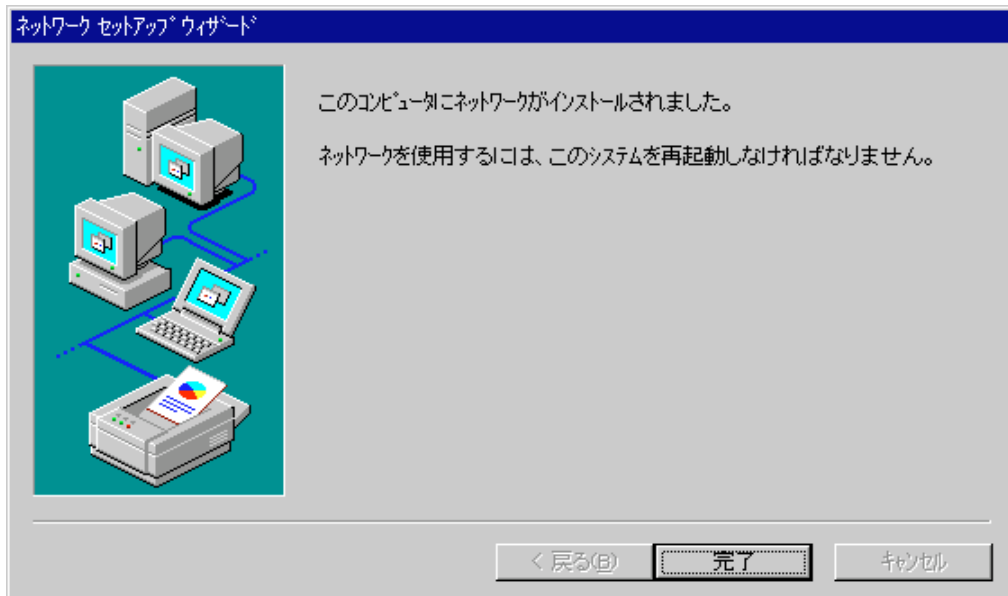 ネットワーク セットアップ ウィザード
このコンピュータにネットワークがインストールされました。
ネットワークを使用するには、このシステムを再起動しなければなりません。
< 戻る(B)
完了
キャンセル